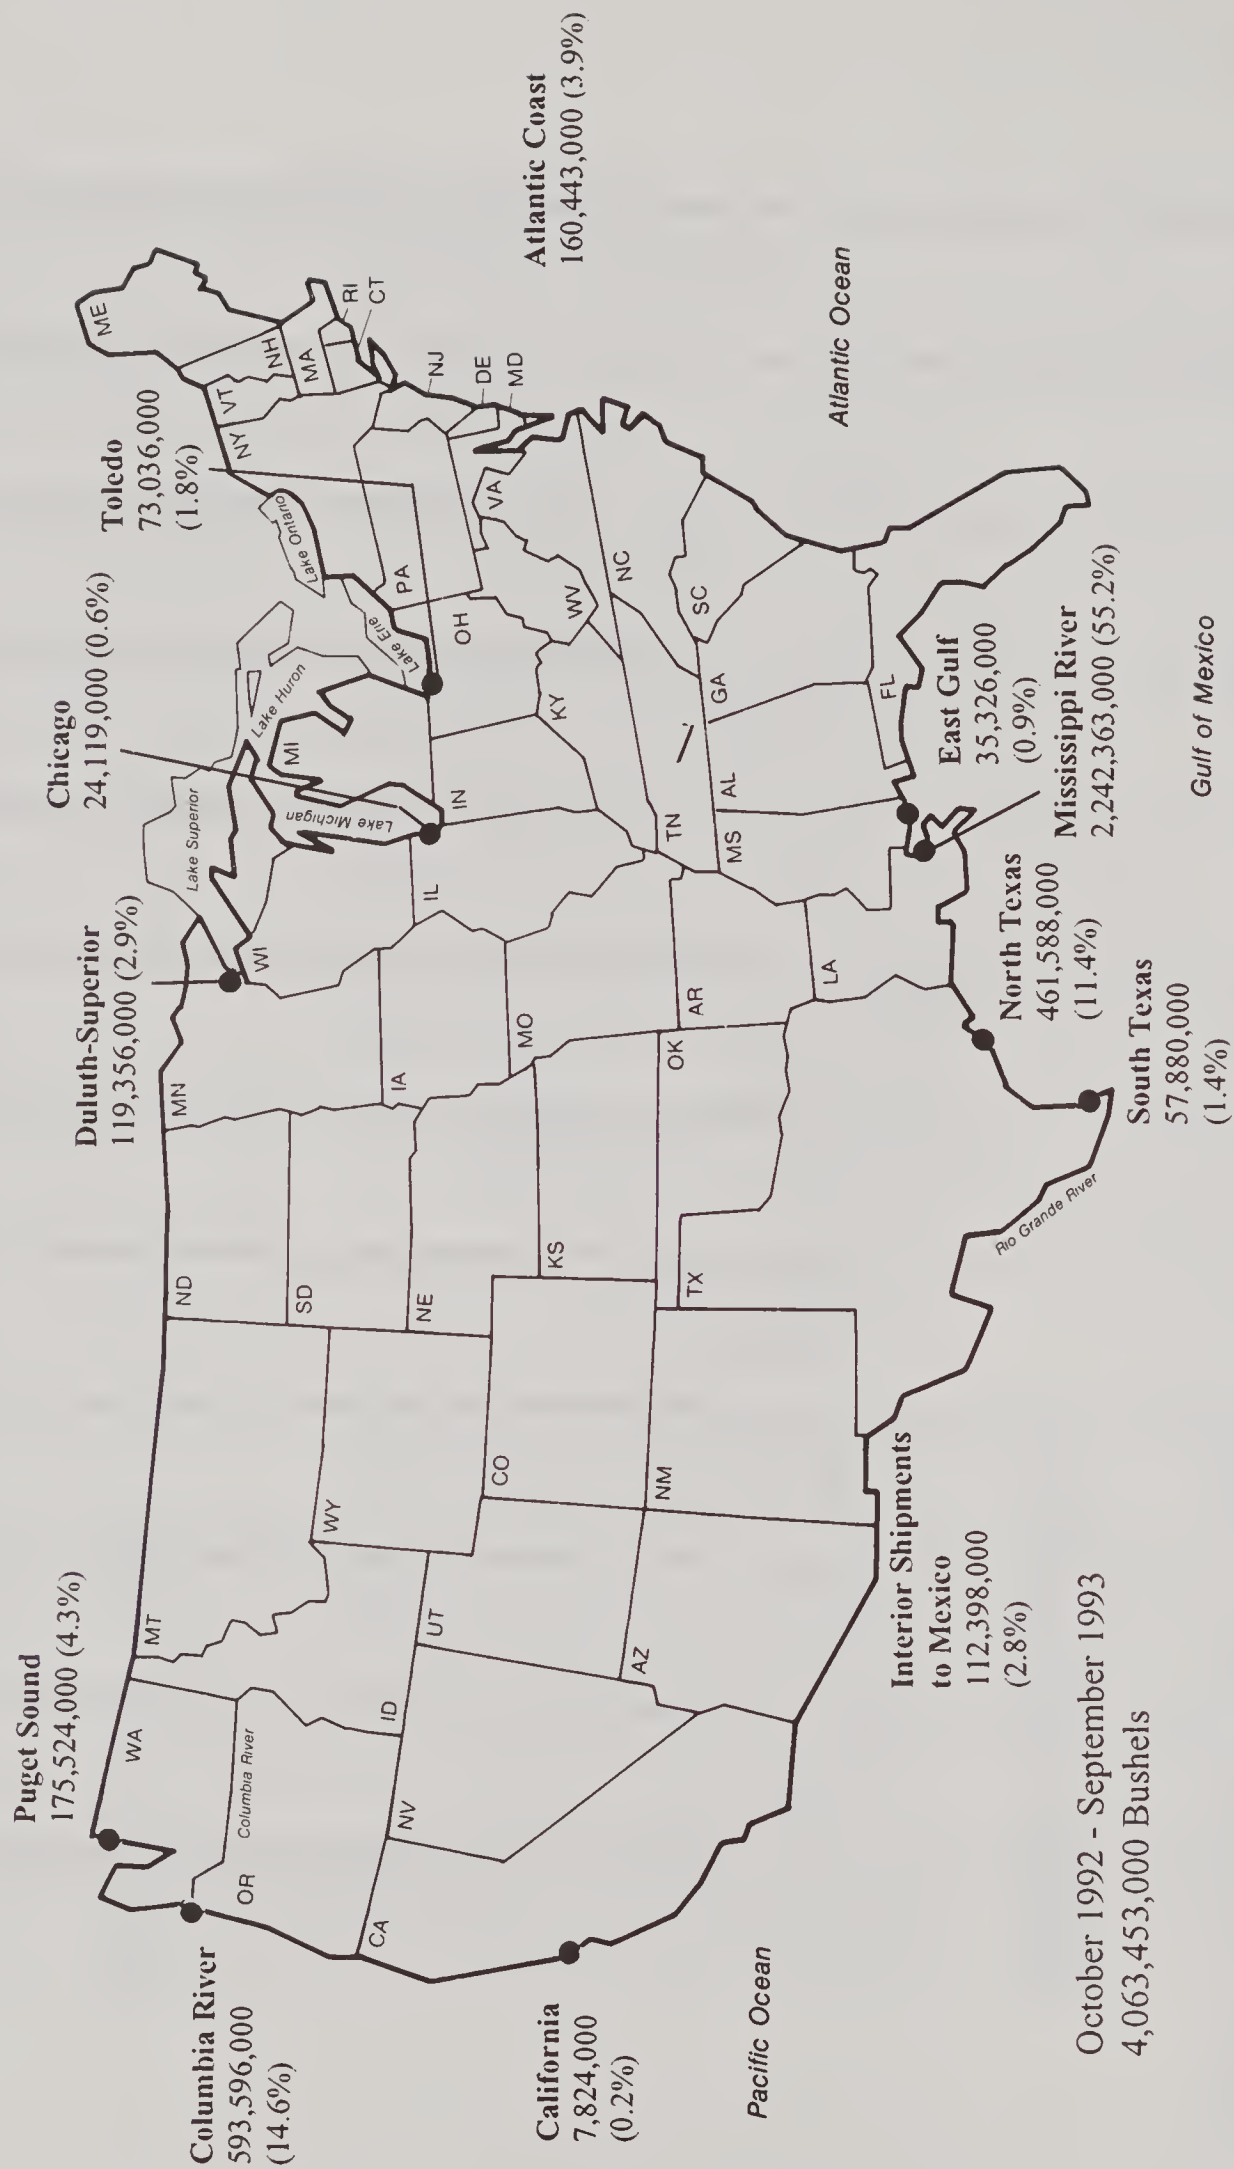 Puget Sound
175,524,000 (4.3%)
Columbia River
593,596,000
(14.6%)
California
7,824,000
(0.2%)
Duluth-Superior
119,356,000 (2.9%)
Chicago
24,119,000 (0.6%)
Toledo
73,036,000
(1.8%)
Atlantic Coast
160,443,000 (3.9%)
East Gulf
35,326,000
(0.9%)
Mississippi River
2,242,363,000 (55.2%)
North Texas
461,588,000
(11.4%)
South Texas
57,880,000
(1.4%)
Interior Shipments
to Mexico
112,398,000
(2.8%)
WA
Columbia River
OR
CA
NV
ID
MT
WY
UT
AZ
CO
NM
ND
SD
NE
KS
TX
OK
MN
IA
MO
AR
LA
WI
IL
MS
TN
AL
IN
MI
KY
OH
GA
FL
SC
NC
WV
VA
PA
NY
VT
NH
ME
MA
RI
CT
NJ
DE
MD
Lake Superior
Lake Michigan
Lake Huron
Lake Erie
Lake Ontario
Rio Grande River
Pacific Ocean
Atlantic Ocean
Gulf of Mexico
October 1992 - September 1993
4,063,453,000 Bushels